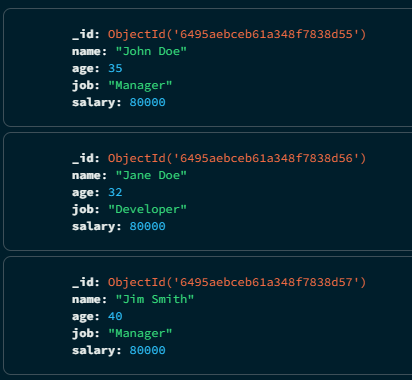 _id: ObjectId('6495aebceb61a348f7838d55')
name: "John Doe"
age: 35
job: "Manager"
salary: 80000
_id: ObjectId('6495aebceb61a348f7838d56')
name: "Jane Doe"
age: 32
job: "Developer"
salary: 80000
_id: ObjectId('6495aebceb61a348f7838d57')
name: "Jim Smith"
age: 40
job: "Manager"
salary: 80000